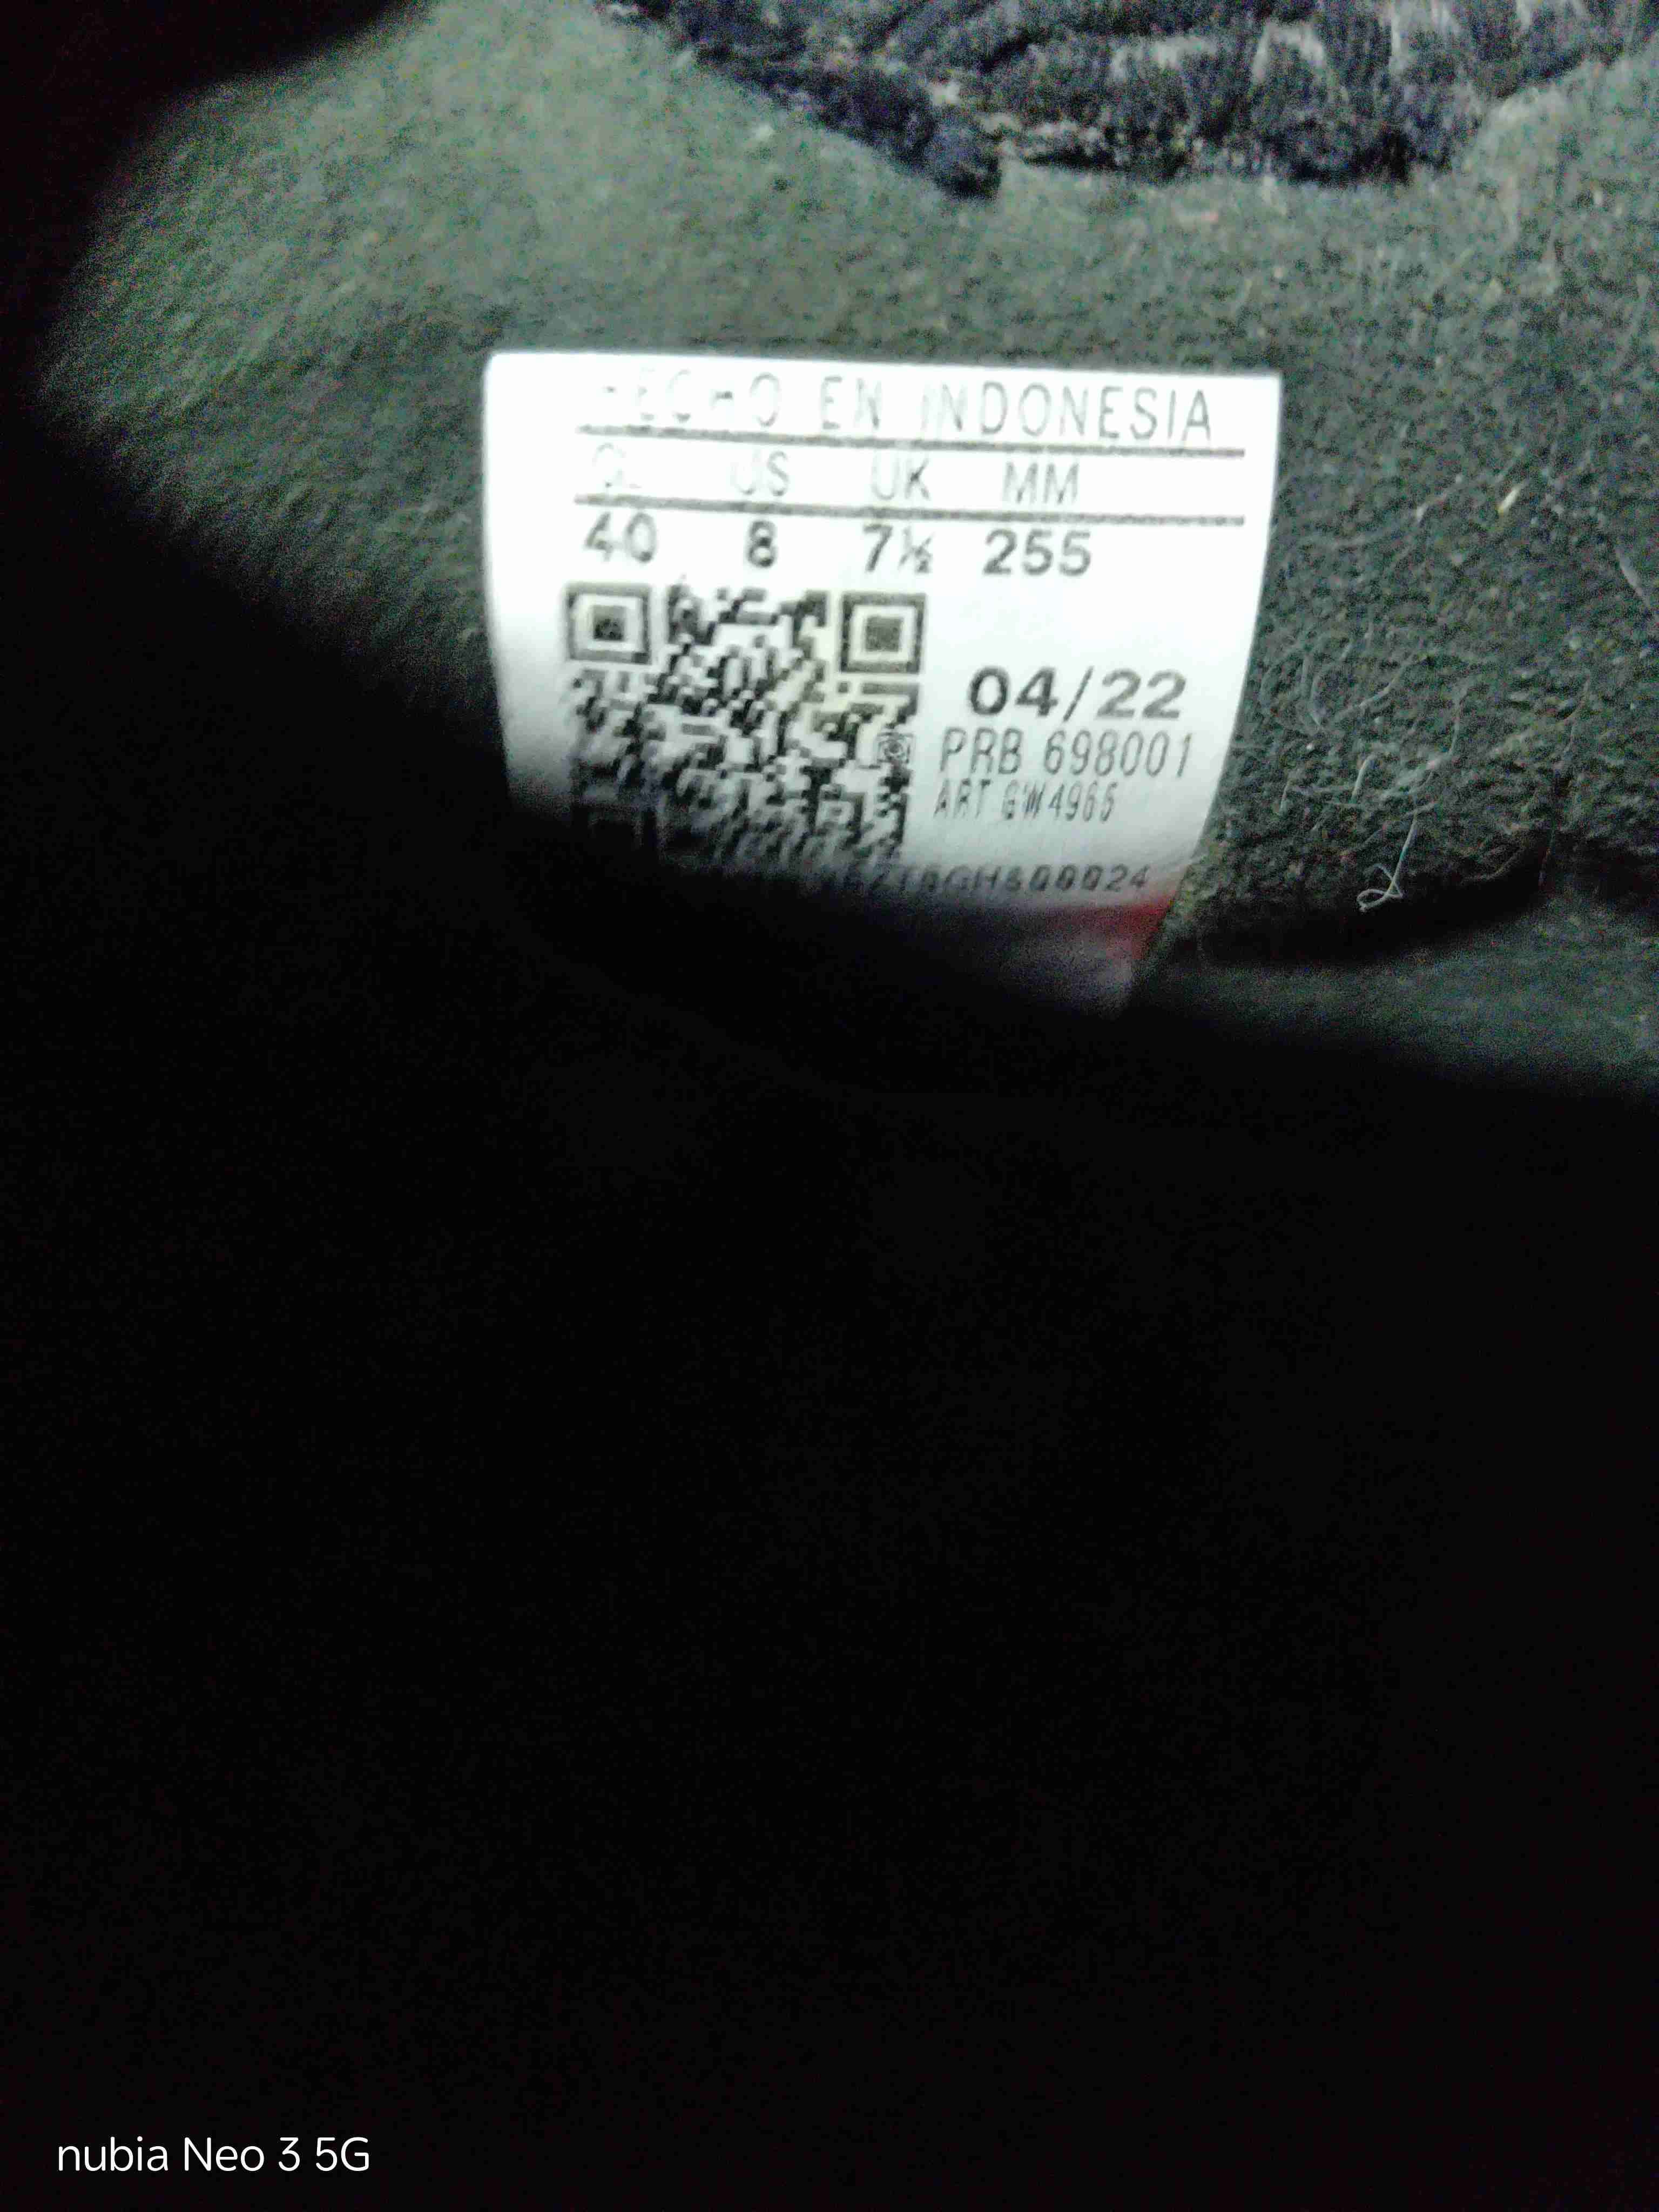 HECHO EN INDONESIA
CL US UK MM
40 8 7½ 255
04/22
PRB 698001
ART GW4965
nubia Neo 3 5G